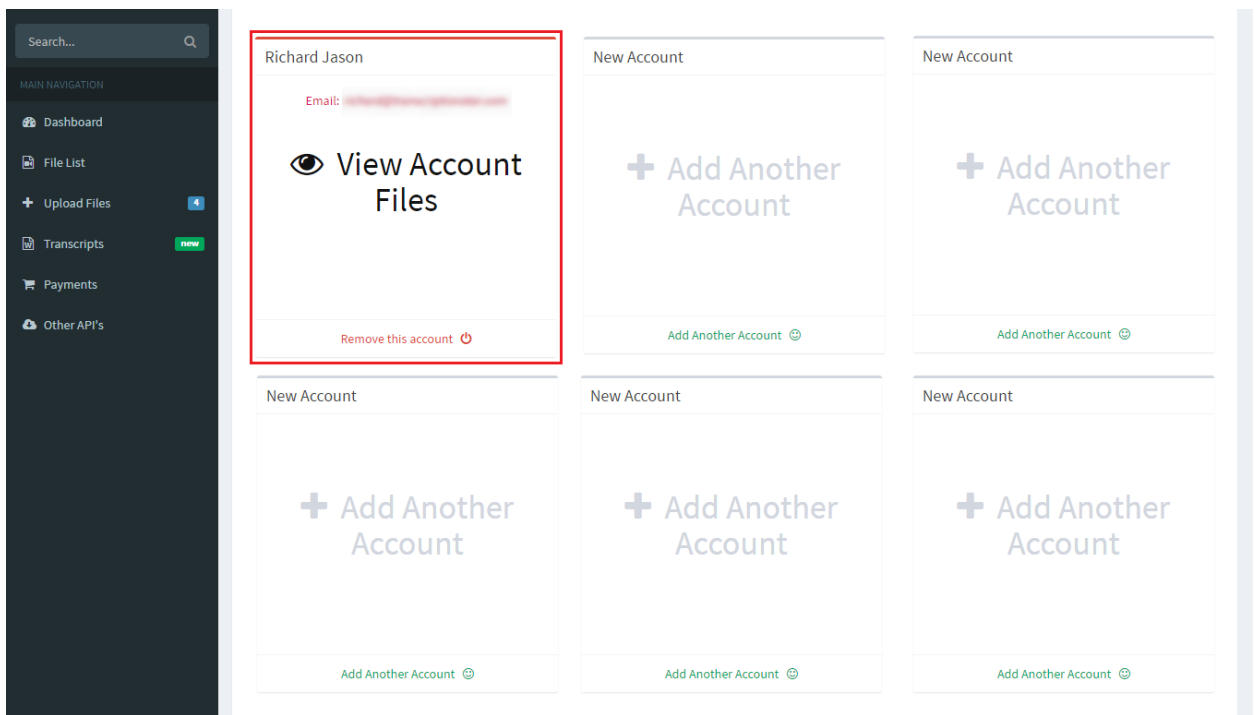 Search...
MAIN NAVIGATION
Dashboard
File List
Upload Files 4
Transcripts new
Payments
Other API's
Richard Jason
Email:
View Account
Files
Remove this account
New Account
Add Another
Account
Add Another Account
New Account
Add Another
Account
Add Another Account
New Account
Add Another
Account
Add Another Account
New Account
Add Another
Account
Add Another Account
New Account
Add Another
Account
Add Another Account